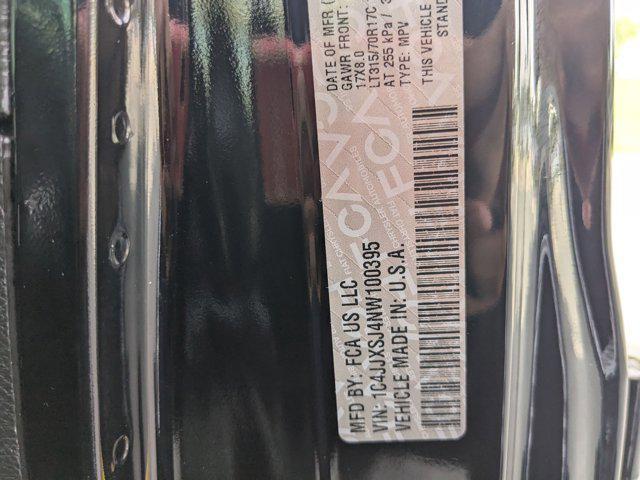 MFD BY: FCA US LLC
DATE OF MFR
VIN: 1C4JJXSJ4NW100395
GAWR FRONT:
17X8.0
LT315/70R17C
AT 255 kPa / 3
VEHICLE MADE IN: U.S.A
TYPE: MPV
THIS VEHICLE
STAND